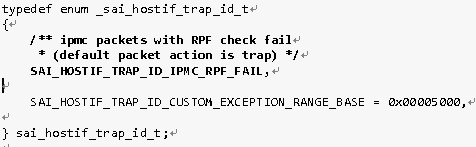 typedef enum _sai_hostif_trap_id_t
{
/** ipmc packets with RPF check fail
* (default packet action is trap) */
SAI_HOSTIF_TRAP_ID_IPMC_RPF_FAIL,
SAI_HOSTIF_TRAP_ID_CUSTOM_EXCEPTION_RANGE_BASE = 0x00005000,
} sai_hostif_trap_id_t;